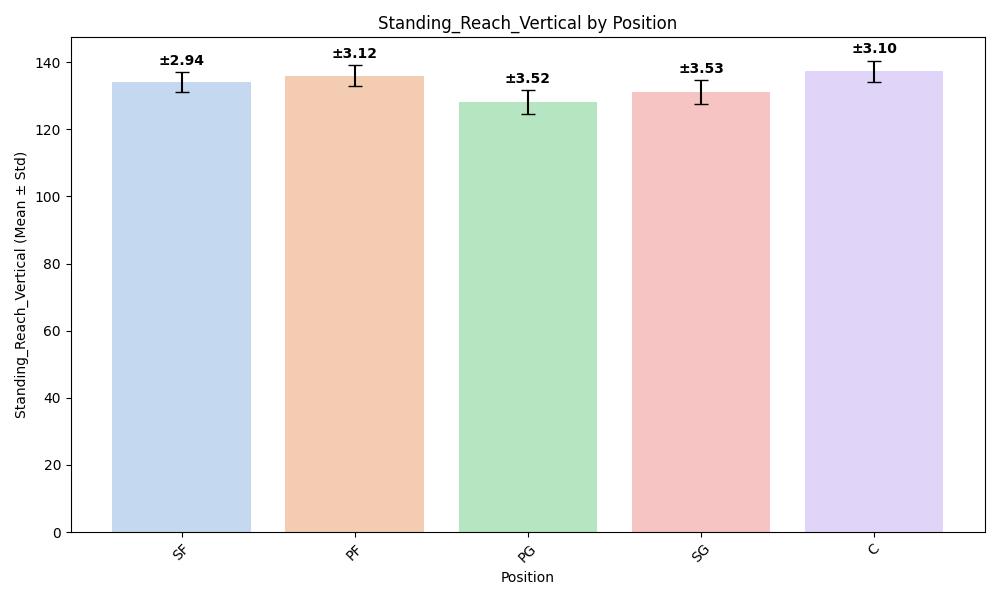 Standing_Reach_Vertical by Position
Standing_Reach_Vertical (Mean ± Std)
140
120
100
80
60
40
20
0
±2.94
±3.12
±3.52
±3.53
±3.10
SF
PF
PG
SG
C
Position